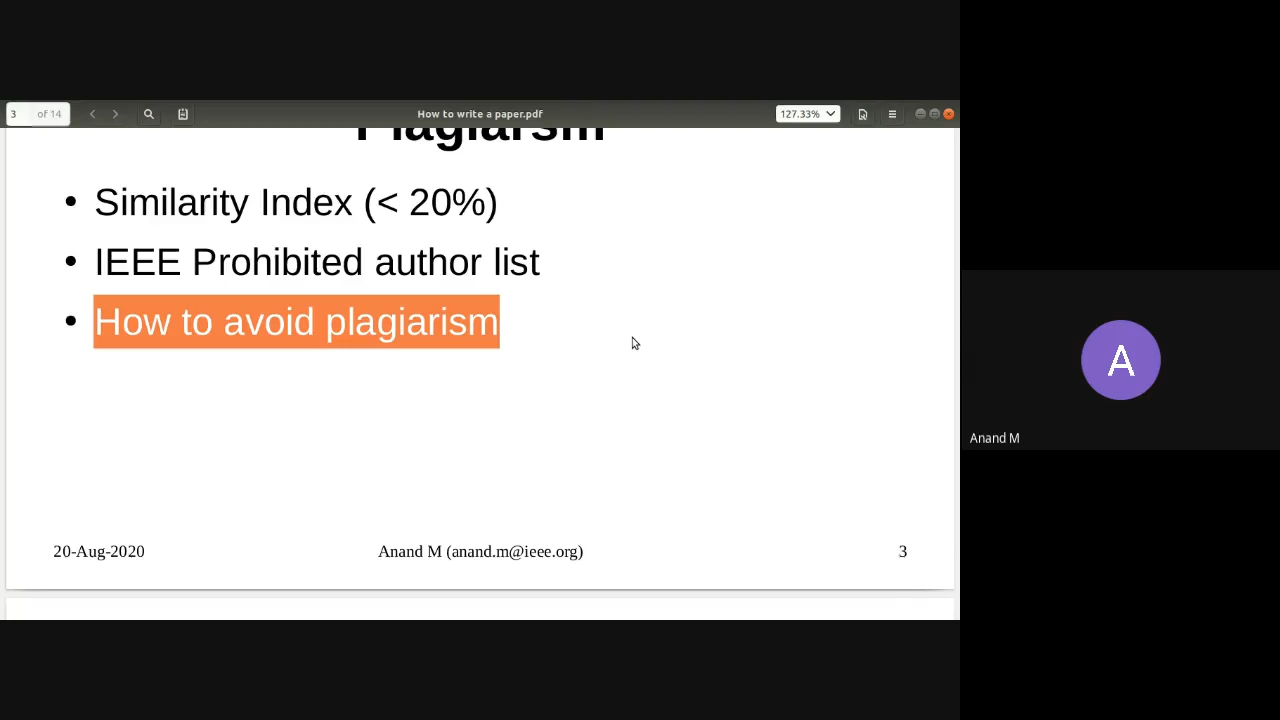 3 of 14
How to write a paper.pdf
127.33%
Plagiarsm
• Similarity Index (< 20%)
• IEEE Prohibited author list
• How to avoid plagiarism
20-Aug-2020 Anand M (anand.m@ieee.org) 3
A
Anand M